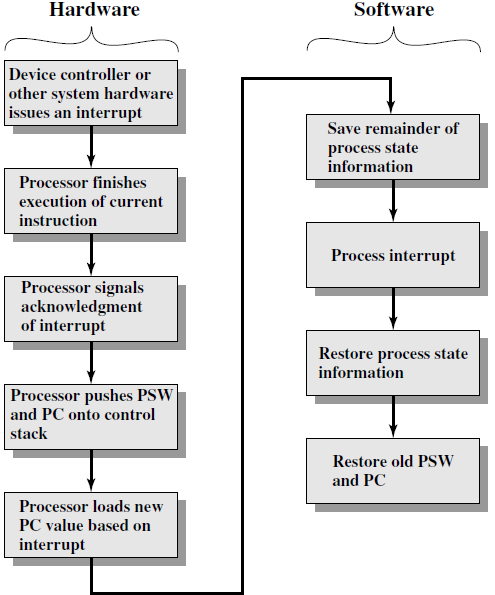 Hardware
Device controller or
other system hardware
issues an interrupt
Processor finishes
execution of current
instruction
Processor signals
acknowledgment
of interrupt
Processor pushes PSW
and PC onto control
stack
Processor loads new
PC value based on
interrupt
Software
Save remainder of
process state
information
Process interrupt
Restore process state
information
Restore old PSW
and PC